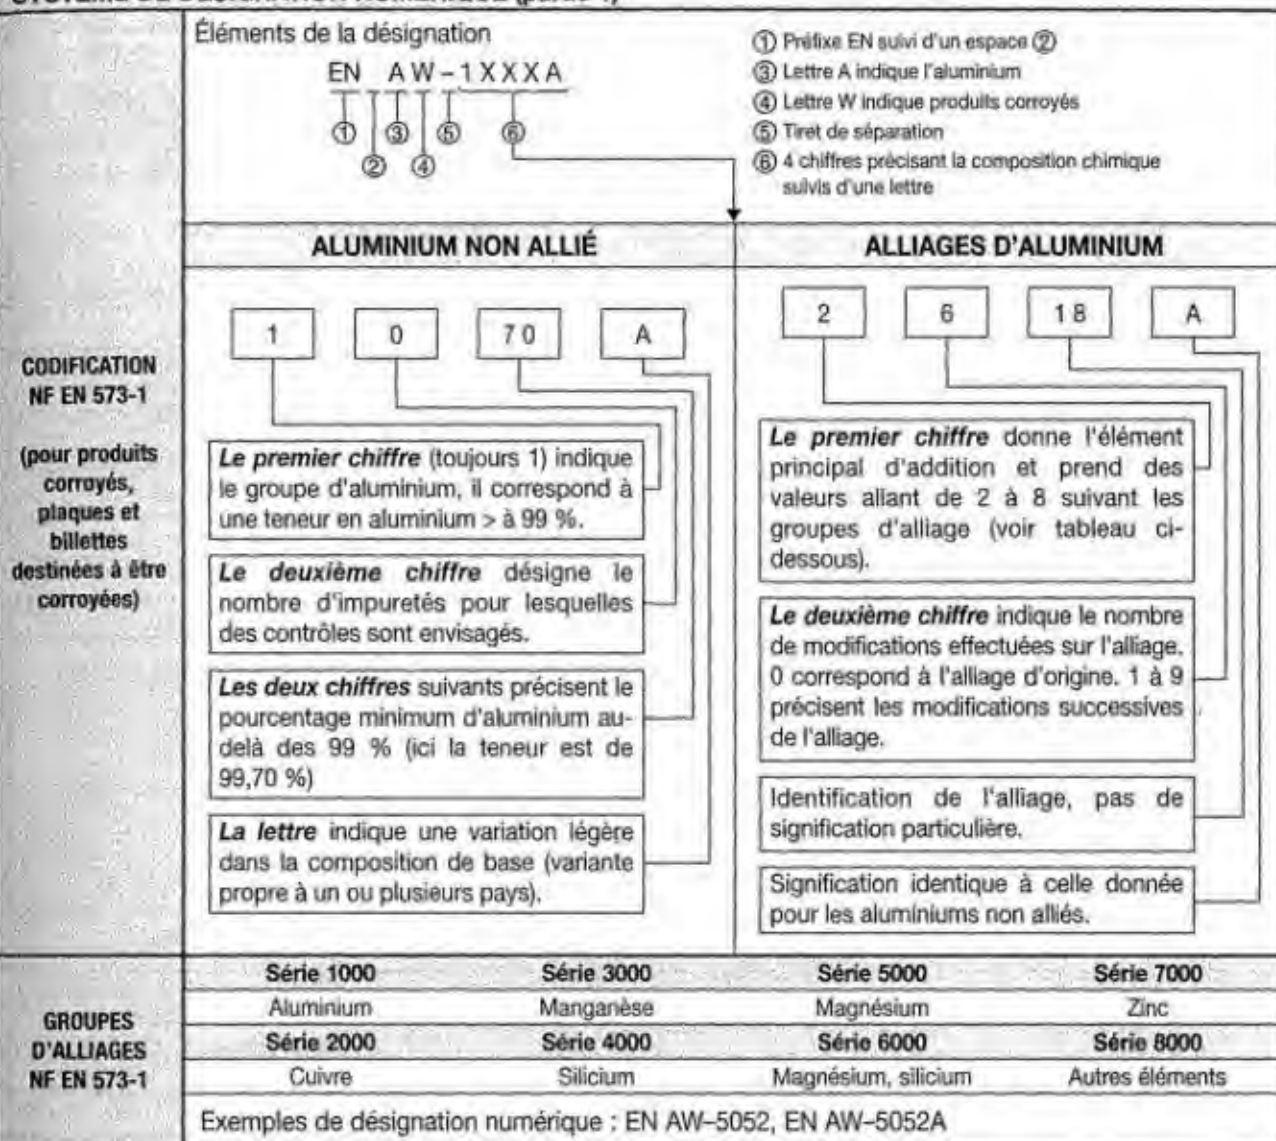 Éléments de la désignation
EN AW-1XXXA
① ② ③ ④ ⑤ ⑥
① Préfixe EN suivi d'un espace ②
③ Lettre A indique l'aluminium
④ Lettre W indique produits corroyés
⑤ Tiret de séparation
⑥ 4 chiffres précisant la composition chimique
suivis d'une lettre
CODIFICATION
NF EN 573-1
(pour produits
corroyés,
plaques et
billettes
destinées à être
corroyées)
ALUMINIUM NON ALLIÉ
1 0 70 A
Le premier chiffre (toujours 1) indique
le groupe d'aluminium, il correspond à
une teneur en aluminium > à 99 %.
Le deuxième chiffre désigne le
nombre d'impuretés pour lesquelles
des contrôles sont envisagés.
Les deux chiffres suivants précisent le
pourcentage minimum d'aluminium au-
delà des 99 % (ici la teneur est de
99,70 %)
La lettre indique une variation légère
dans la composition de base (variante
propre à un ou plusieurs pays).
ALLIAGES D'ALUMINIUM
2 6 18 A
Le premier chiffre donne l'élément
principal d'addition et prend des
valeurs allant de 2 à 8 suivant les
groupes d'alliage (voir tableau ci-
dessous).
Le deuxième chiffre indique le nombre
de modifications effectuées sur l'alliage.
0 correspond à l'alliage d'origine. 1 à 9
précisent les modifications successives
de l'alliage.
Identification de l'alliage, pas de
signification particulière.
Signification identique à celle donnée
pour les aluminiums non alliés.
GROUPES
D'ALLIAGES
NF EN 573-1
Série 1000 Série 3000 Série 5000 Série 7000
Aluminium Manganèse Magnésium Zinc
Série 2000 Série 4000 Série 6000 Série 8000
Cuivre Silicium Magnésium, silicium Autres éléments
Exemples de désignation numérique : EN AW–5052, EN AW–5052A